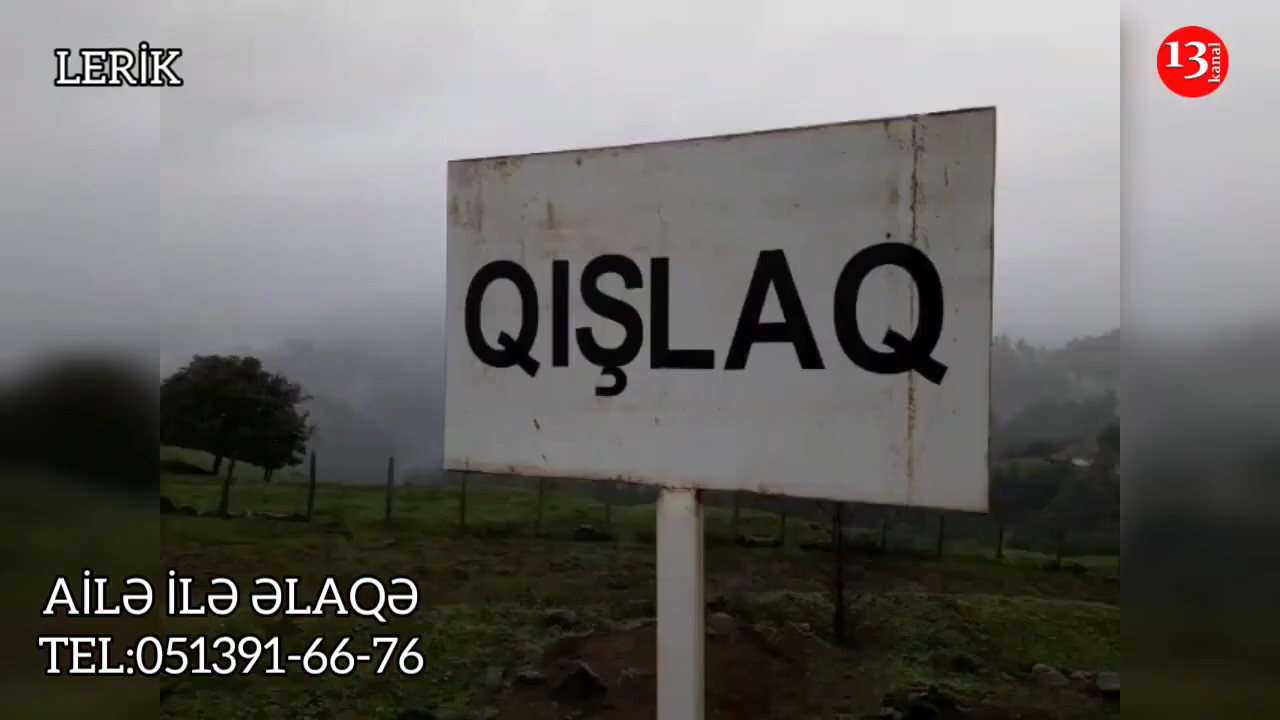 LERİK
13
kanal
QIŞLAQ
AİLƏ İLƏ ƏLAQƏ
TEL:051391-66-76